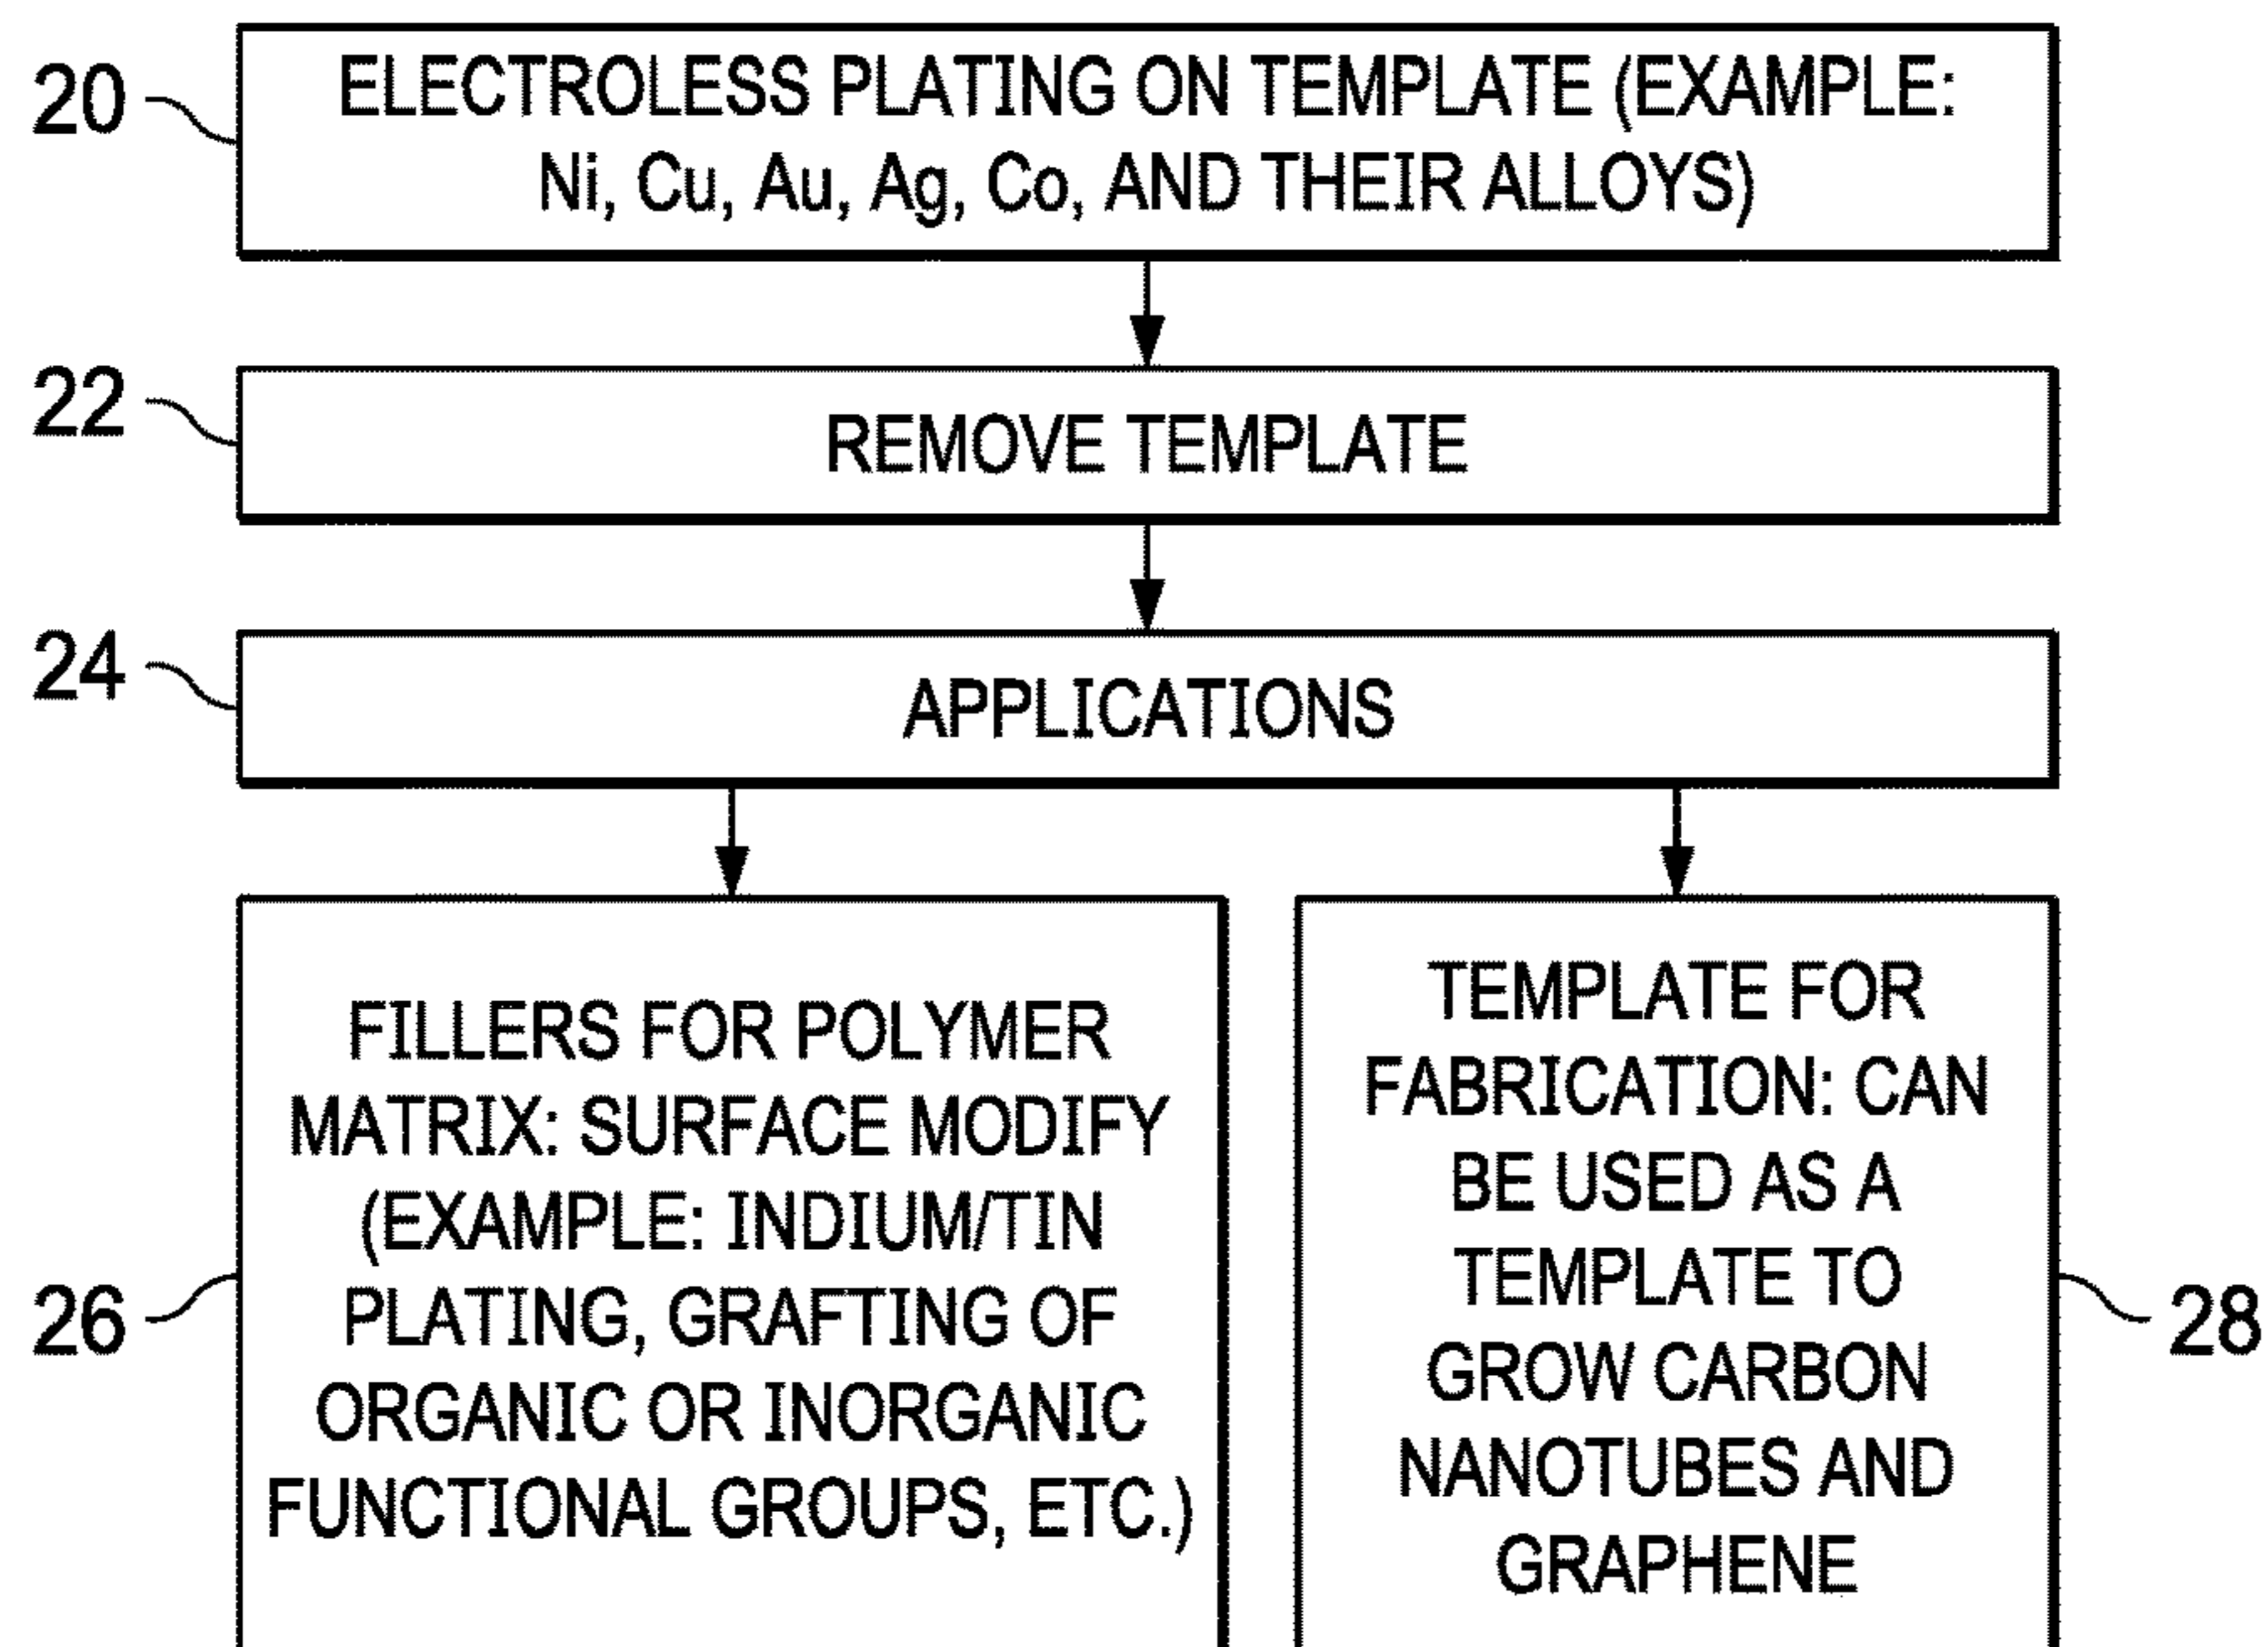 20
ELECTROLESS PLATING ON TEMPLATE (EXAMPLE:
Ni, Cu, Au, Ag, Co, AND THEIR ALLOYS)
22
REMOVE TEMPLATE
24
APPLICATIONS
26
FILLERS FOR POLYMER
MATRIX: SURFACE MODIFY
(EXAMPLE: INDIUM/TIN
PLATING, GRAFTING OF
ORGANIC OR INORGANIC
FUNCTIONAL GROUPS, ETC.)
TEMPLATE FOR
FABRICATION: CAN
BE USED AS A
TEMPLATE TO
GROW CARBON
NANOTUBES AND
GRAPHENE
28